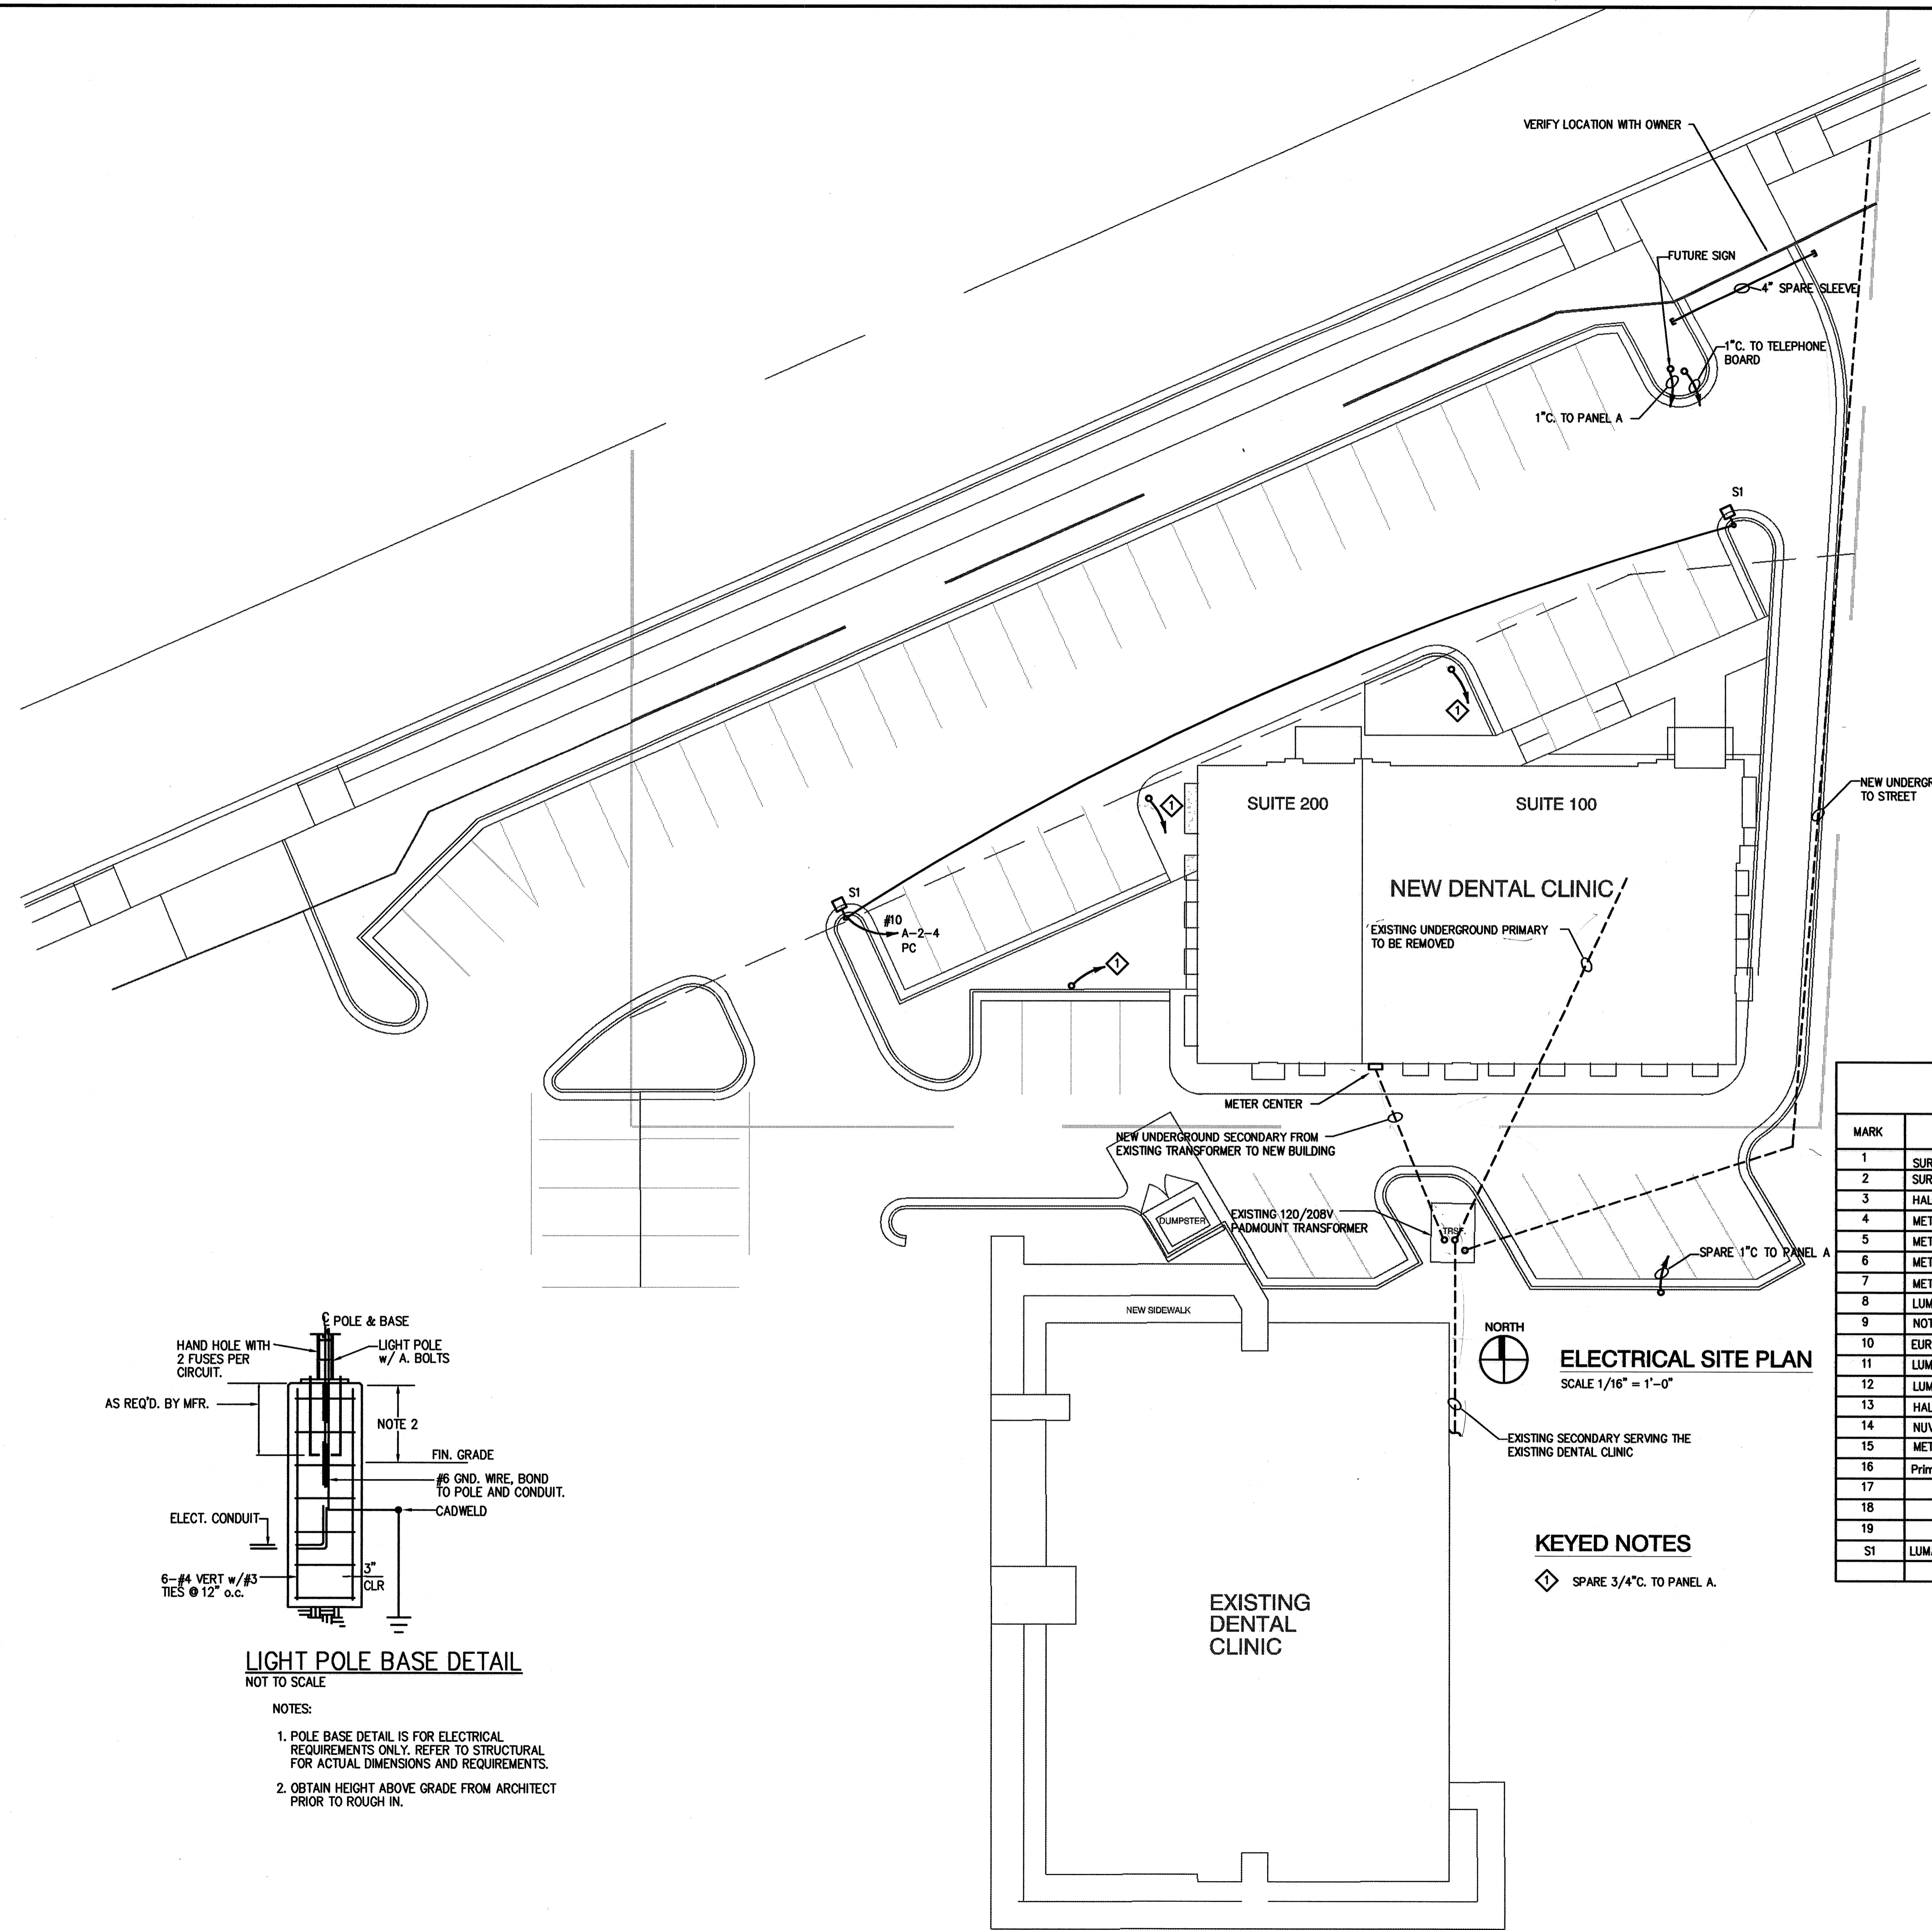 VERIFY LOCATION WITH OWNER
FUTURE SIGN
4" SPARE SLEEVE
1"C. TO TELEPHONE
BOARD
1"C. TO PANEL A
S1
1
NEW
TO STREET
1
SUITE 200
SUITE 100
NEW DENTAL CLINIC
EXISTING UNDERGROUND PRIMARY
TO BE REMOVED
S1
#10
A-2-4
PC
1
METER CENTER
NEW UNDERGROUND SECONDARY FROM
EXISTING TRANSFORMER TO NEW BUILDING
DUMPSTER
EXISTING 120/208V
PADMOUNT TRANSFORMER
TRSF.
SPARE 1"C TO PANEL A
NEW SIDEWALK
NORTH
ELECTRICAL SITE PLAN
SCALE 1/16" = 1'-0"
EXISTING SECONDARY SERVING THE
EXISTING DENTAL CLINIC
KEYED NOTES
1 SPARE 3/4"C. TO PANEL A.
EXISTING
DENTAL
CLINIC
MARK
1
2
3
4
5
6
7
8
9
10
11
12
13
14
15
16
17
18
19
S1
POLE & BASE
HAND HOLE WITH
2 FUSES PER
CIRCUIT.
LIGHT POLE
w/ A. BOLTS
AS REQ'D. BY MFR.
NOTE 2
FIN. GRADE
#6 GND. WIRE, BOND
TO POLE AND CONDUIT.
CADWELD
ELECT. CONDUIT
6-#4 VERT w/#3
TIES @ 12" o.c.
3"
CLR
LIGHT POLE BASE DETAIL
NOT TO SCALE
NOTES:
1. POLE BASE DETAIL IS FOR ELECTRICAL
REQUIREMENTS ONLY. REFER TO STRUCTURAL
FOR ACTUAL DIMENSIONS AND REQUIREMENTS.
2. OBTAIN HEIGHT ABOVE GRADE FROM ARCHITECT
PRIOR TO ROUGH IN.